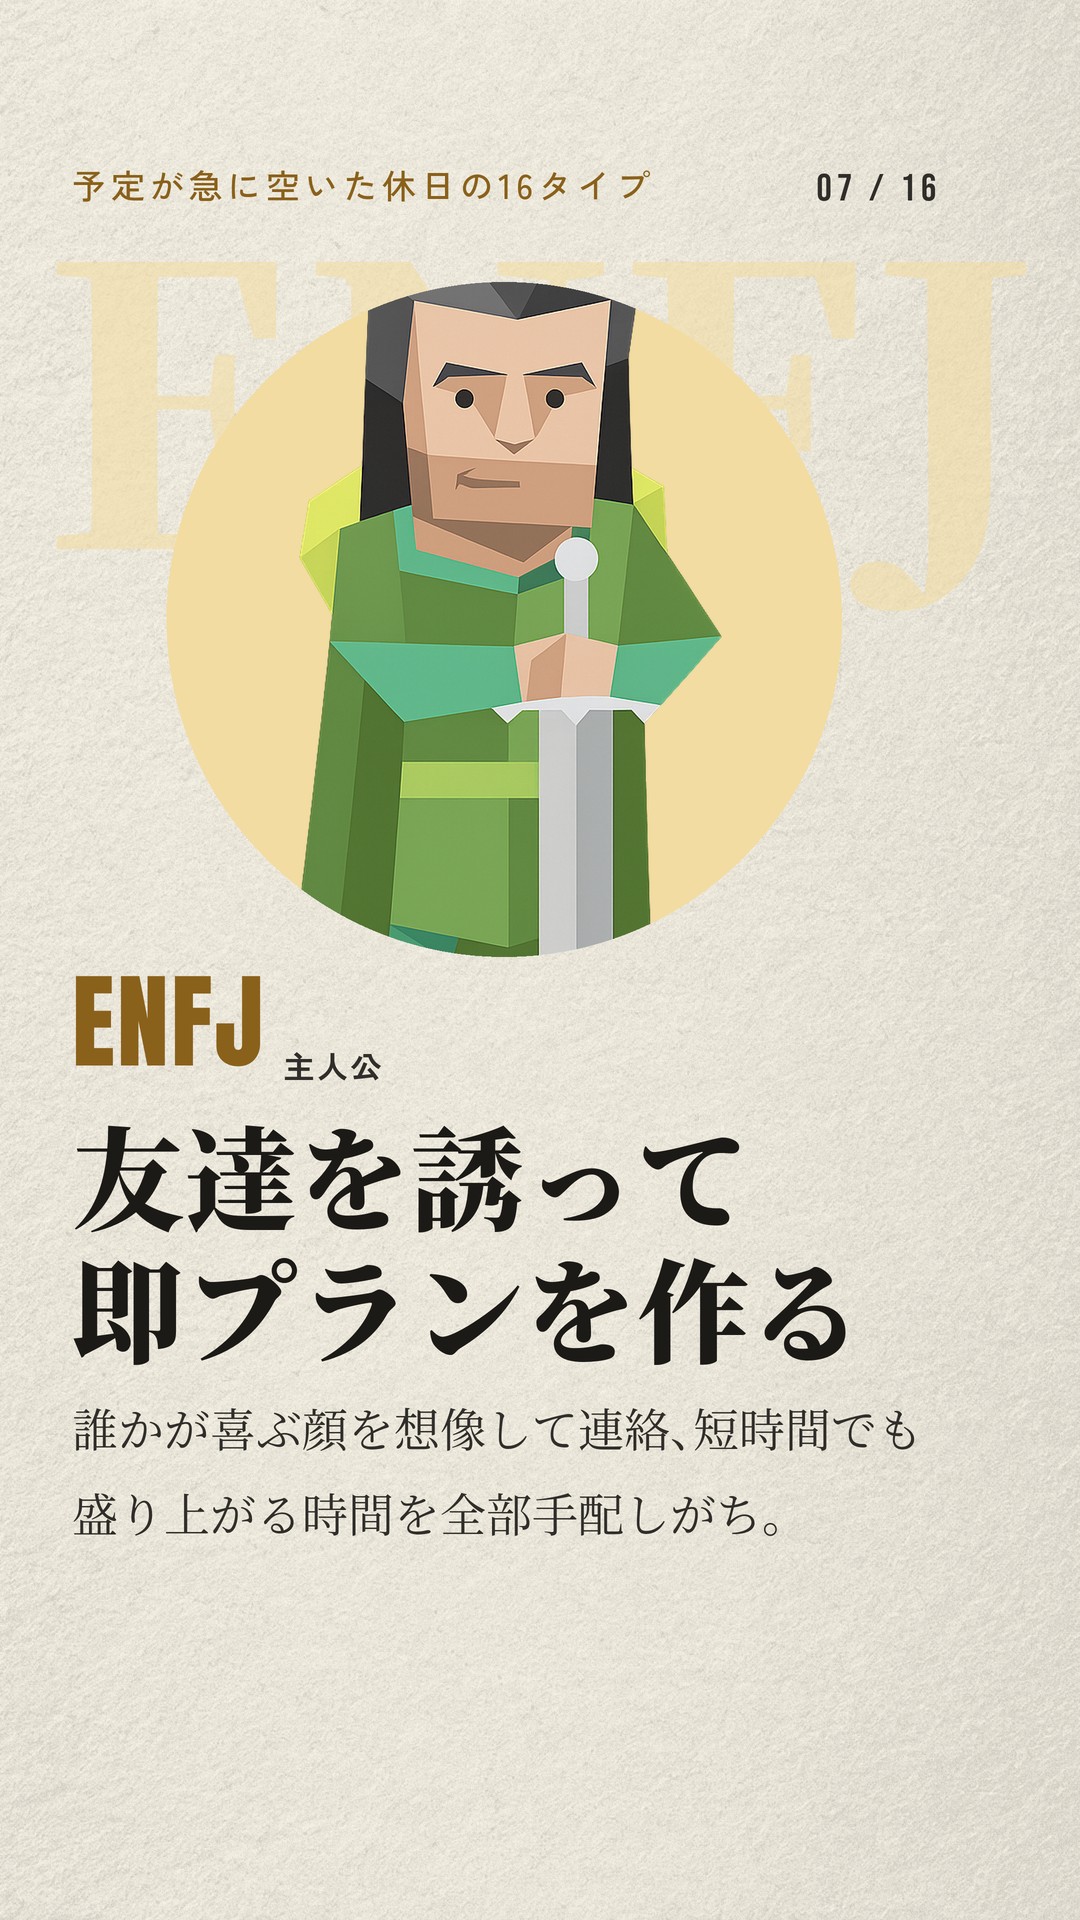 予定が急に空いた休日の16タイプ
07 / 16
ENFJ
ENFJ
主人公
友達を誘って
即プランを作る
誰かが喜ぶ顔を想像して連絡、短時間でも
盛り上がる時間を全部手配しがち。